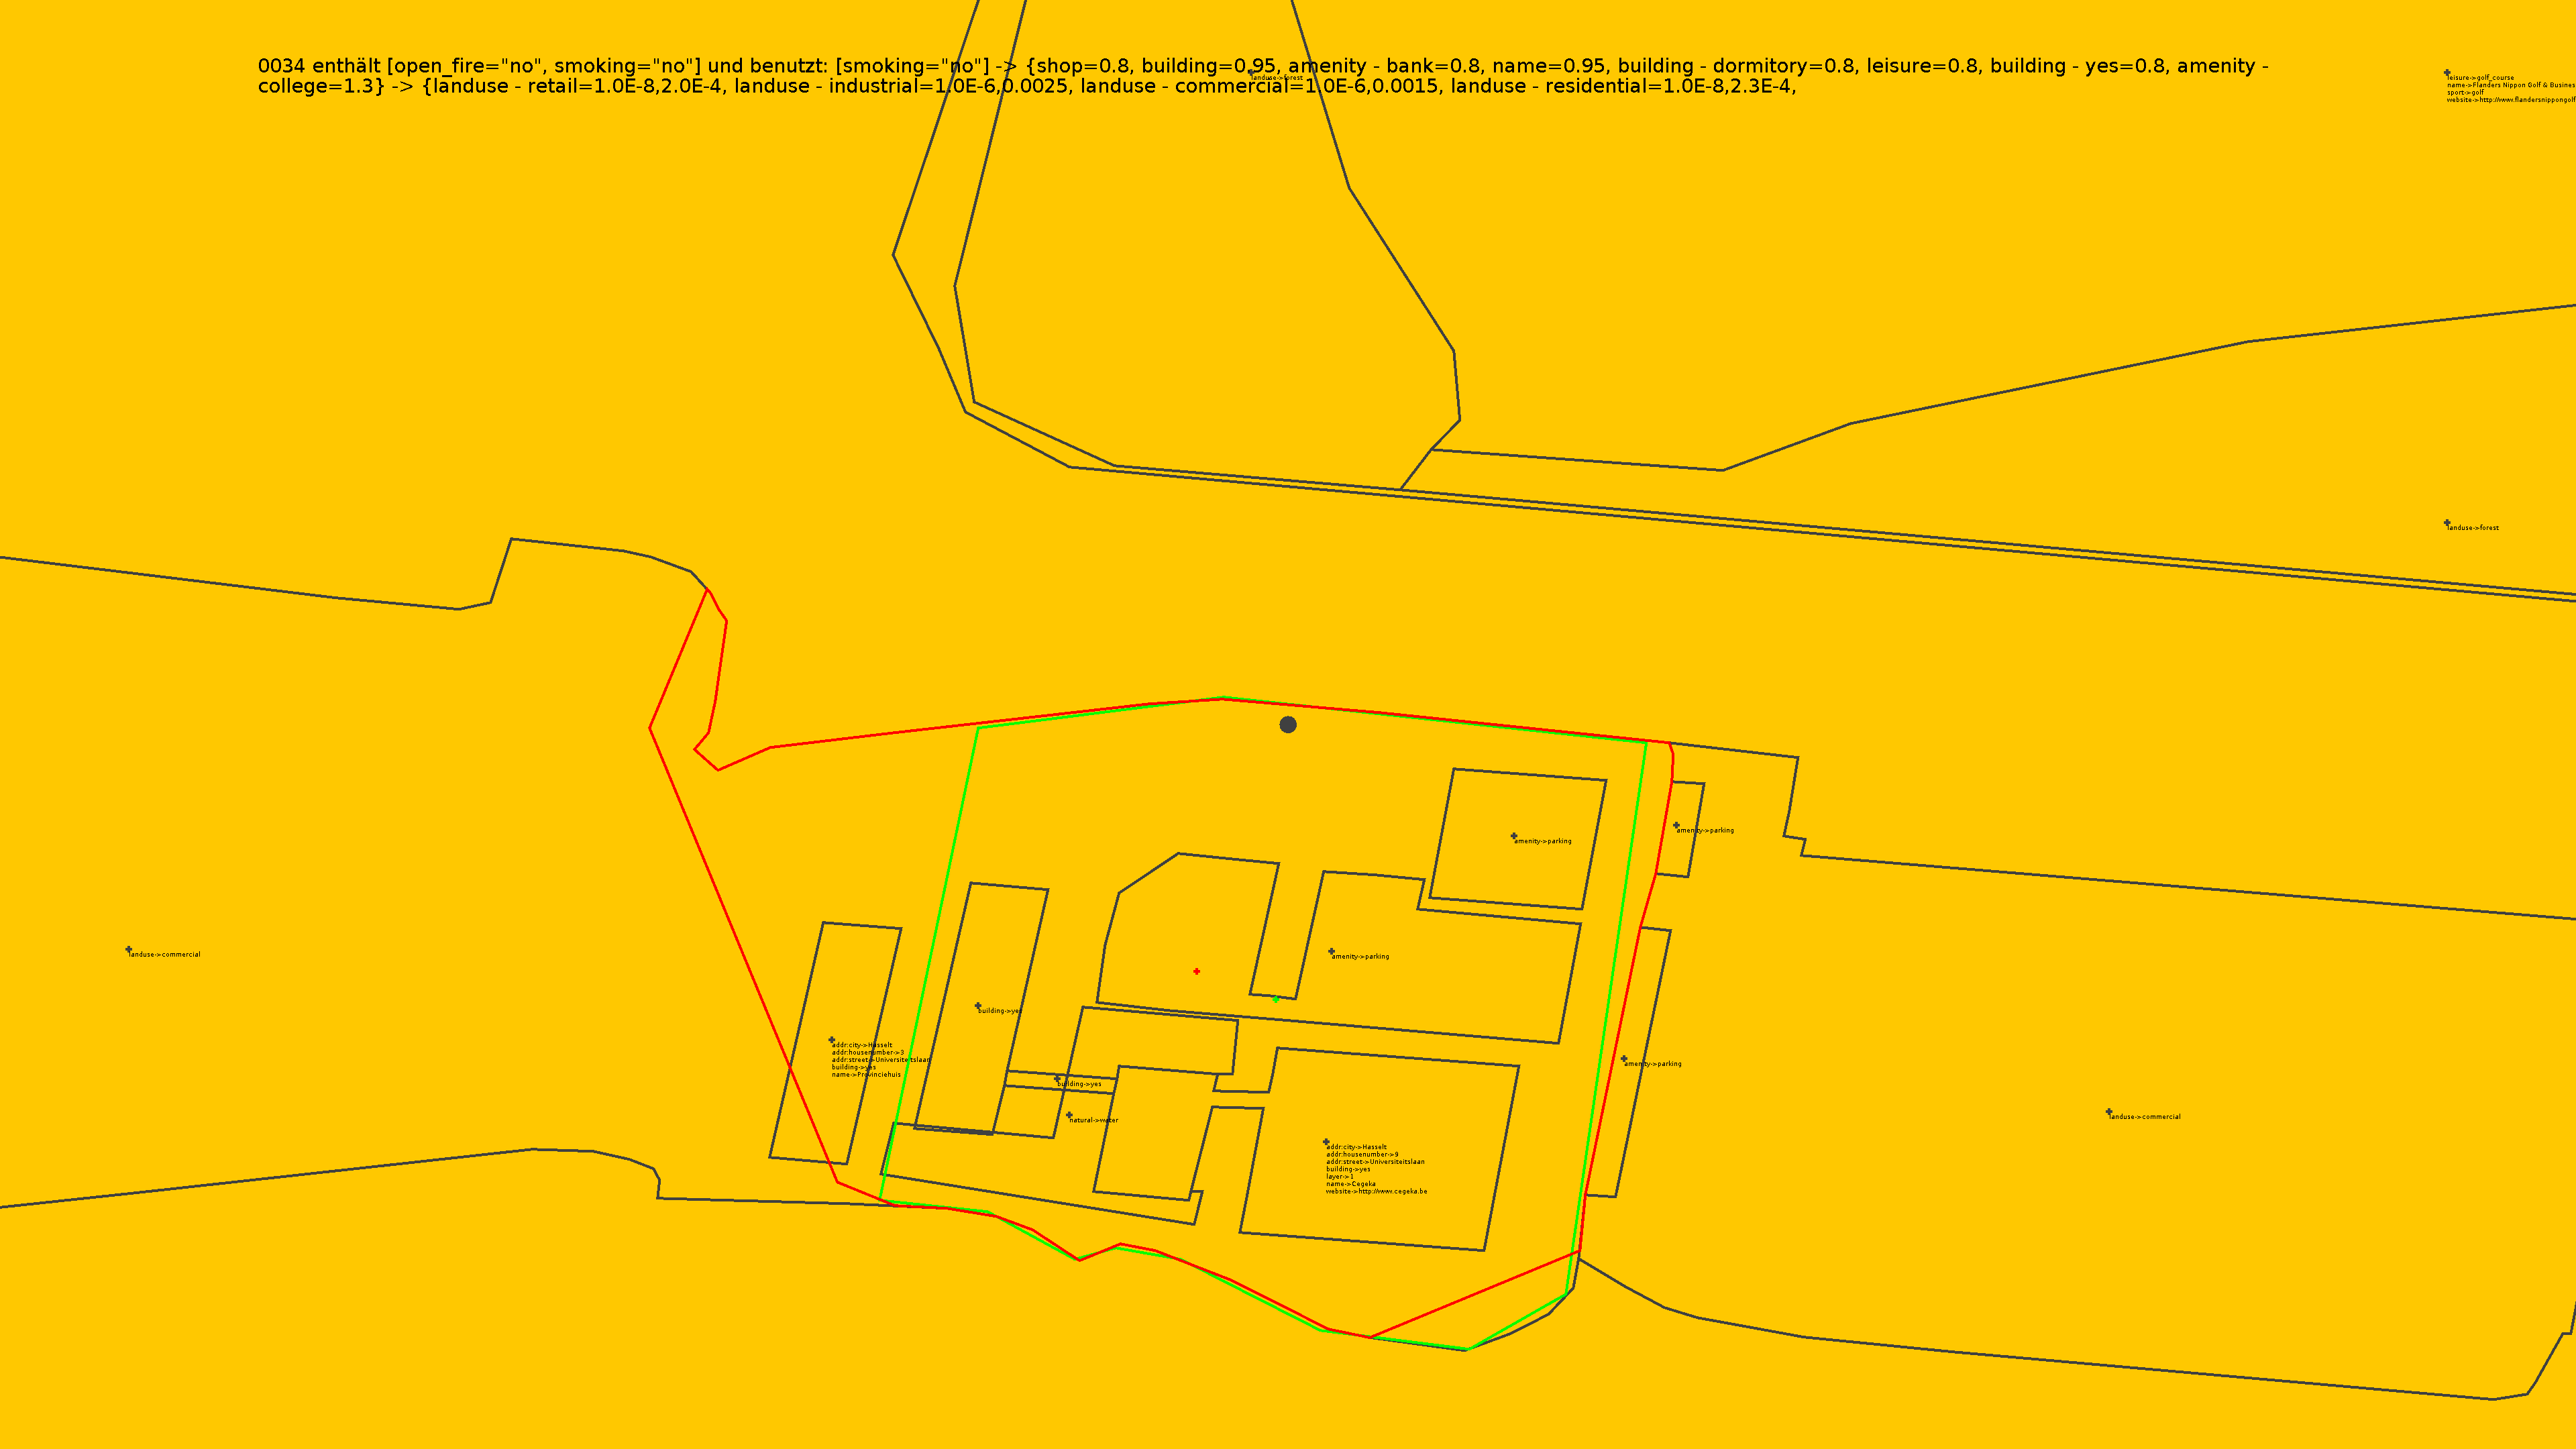 0034 enthält [open_fire="no", smoking="no"] und benutzt: [smoking="no"] -> {shop=0.8, building=0.95, amenity - bank=0.8, name=0.95, building - dormitory=0.8, leisure=0.8, building - yes=0.8, amenity -
college=1.3} -> {landuse - retail=1.0E-8,2.0E-4, landuse - industrial=1.0E-6,0.0025, landuse - commercial=1.0E-6,0.0015, landuse - residential=1.0E-8,2.3E-4,
landuse->forest
leisure->golf_course
name->Flanders Nippon Golf & Busines
sport->golf
website->http://www.flandersnippongolf
landuse->forest
amenity->parking
amenity->parking
landuse->commercial
amenity->parking
building->yes
addr:city->Hasselt
addr:housenumber->3
addr:street->Universiteitslaan
building->yes
name->Provinciehuis
amenity->parking
building->yes
natural->water
landuse->commercial
addr:city->Hasselt
addr:housenumber->9
addr:street->Universiteitslaan
building->yes
layer->1
name->Cegeka
website->http://www.cegeka.be